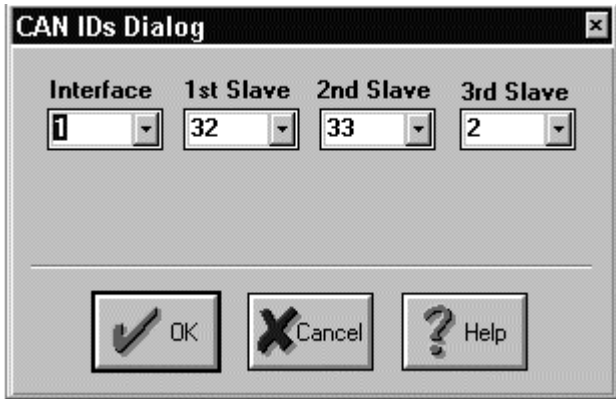 CAN IDs Dialog
Interface 1st Slave 2nd Slave 3rd Slave
1 32 33 2
OK Cancel Help